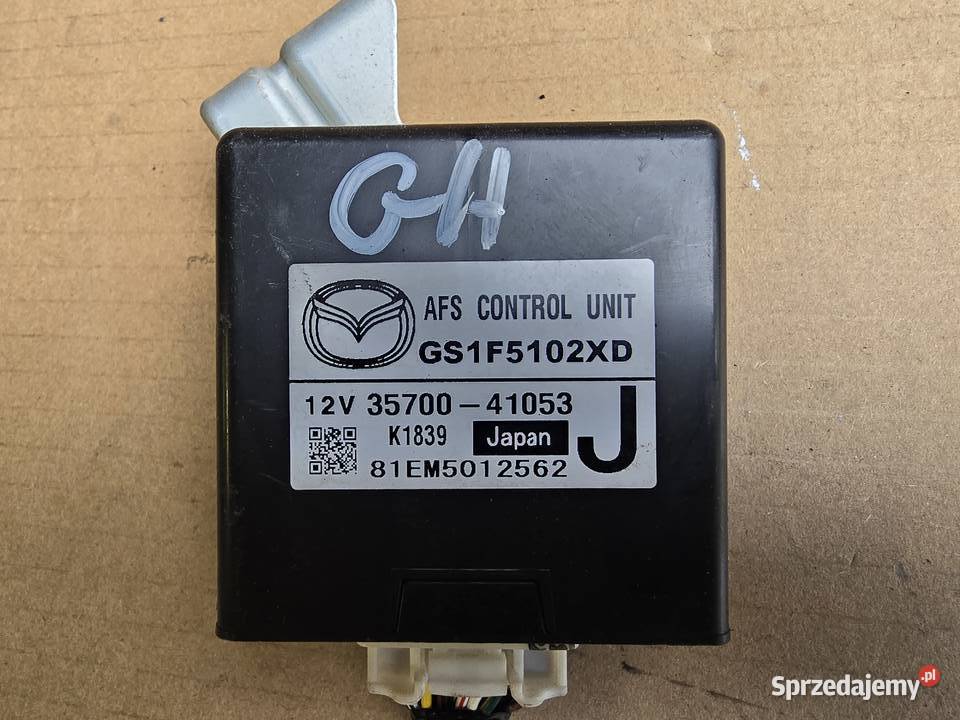 GH
AFS CONTROL UNIT
GS1F5102XD
12V 35700-41053
K1839 Japan J
81EM5012562
Sprzedajemy.pl